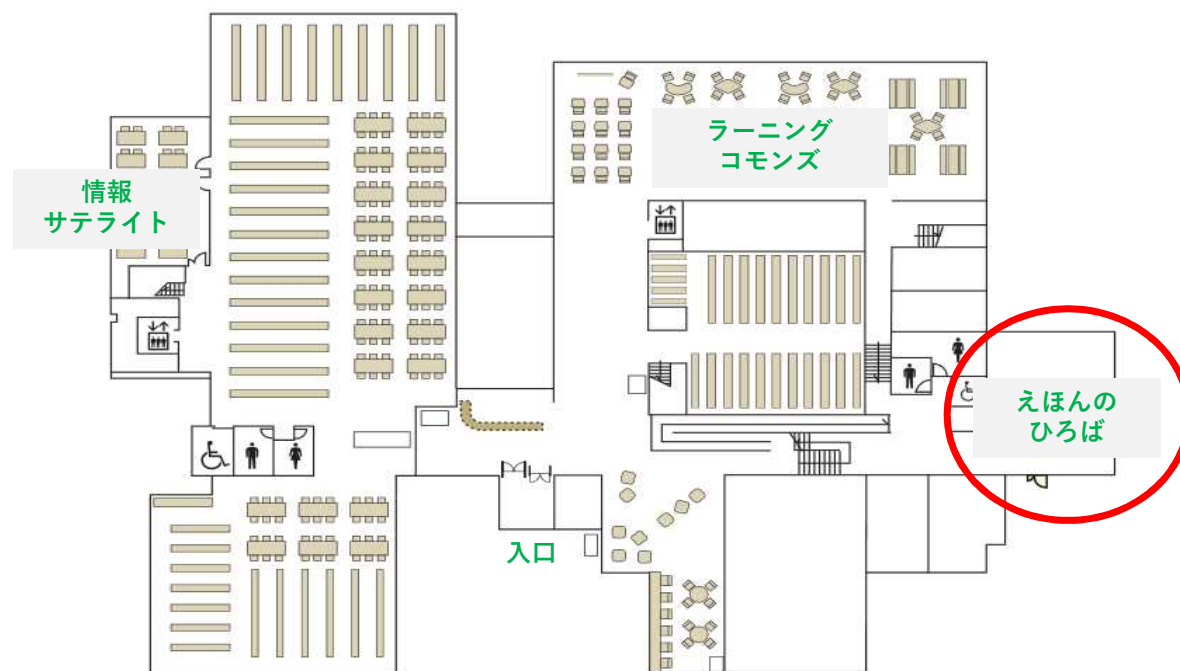 ラーニング
コモンズ
情報
サテライト
えほんの
ひろば
入口